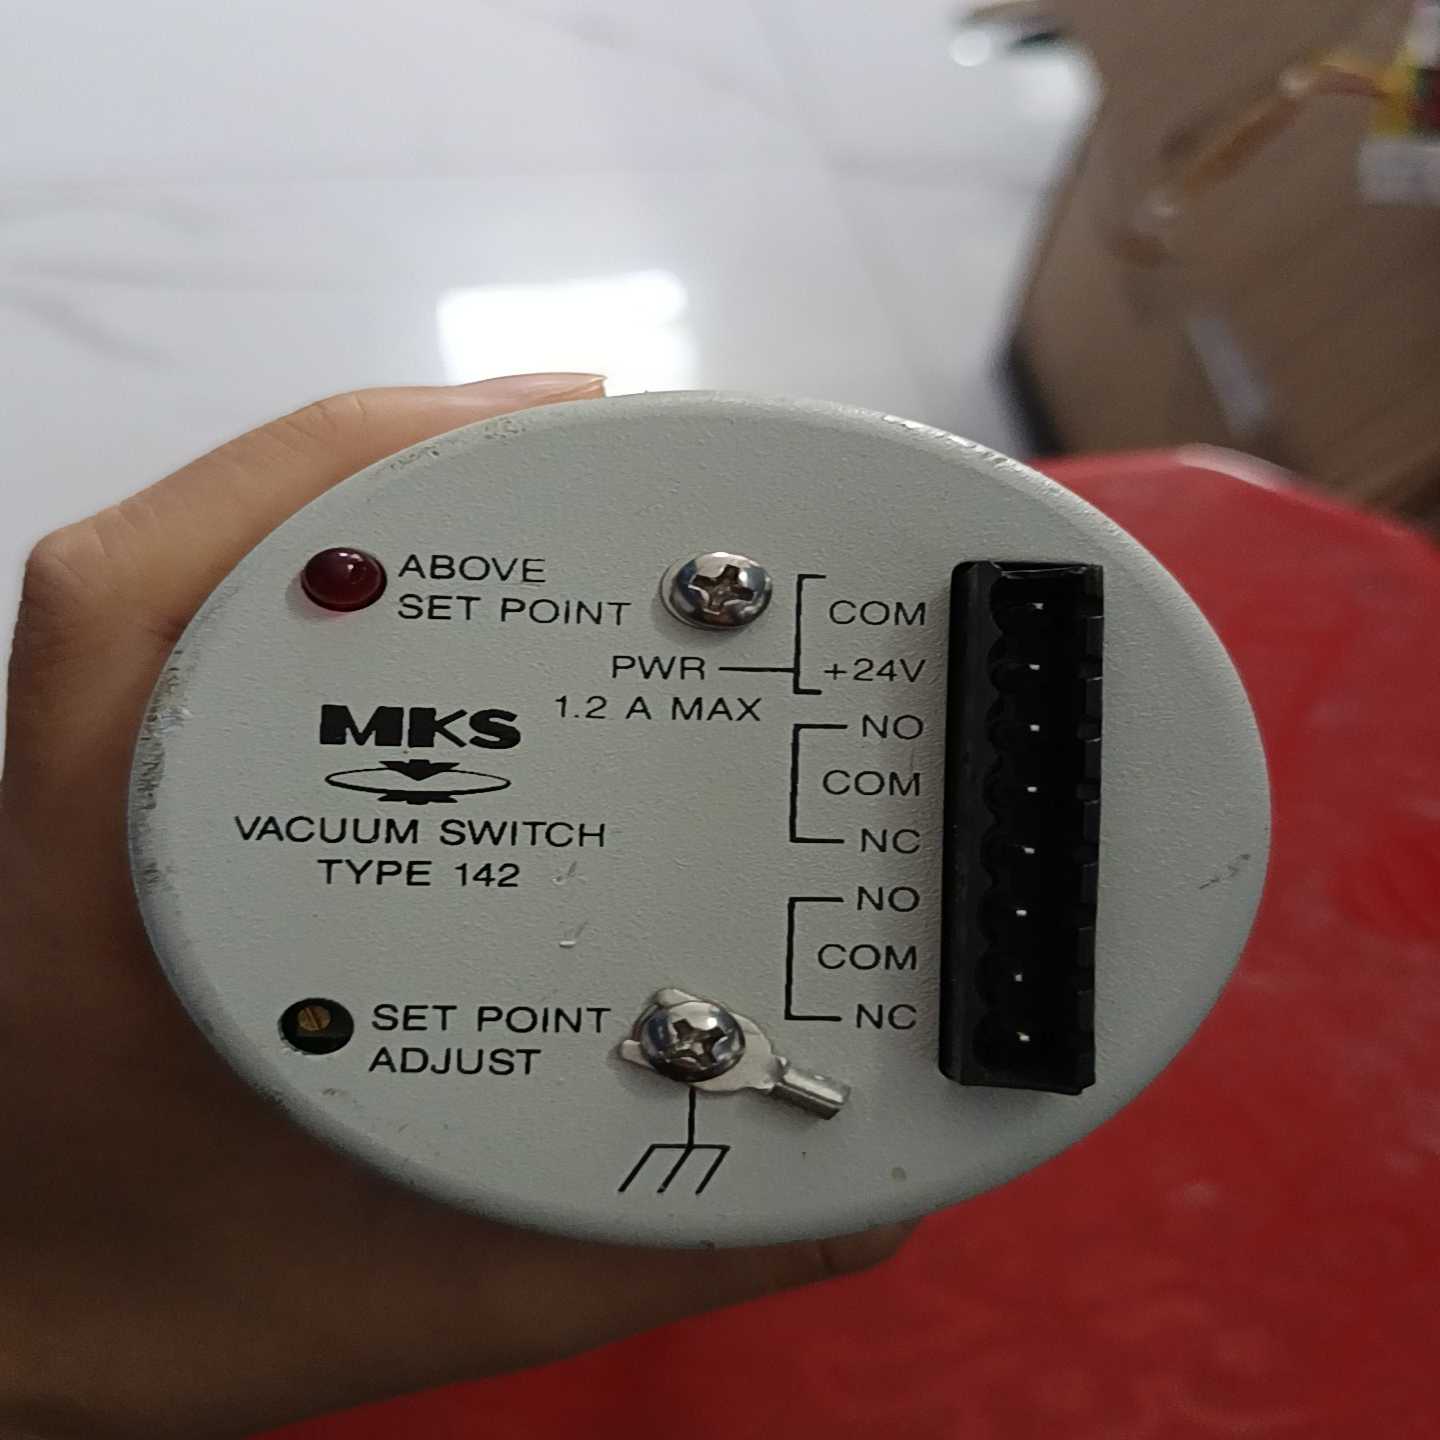 ABOVE
SET POINT
COM
PWR
+24V
1.2 A MAX
NO
COM
NC
MKS
VACUUM SWITCH
TYPE 142
NO
COM
NC
SET POINT
ADJUST